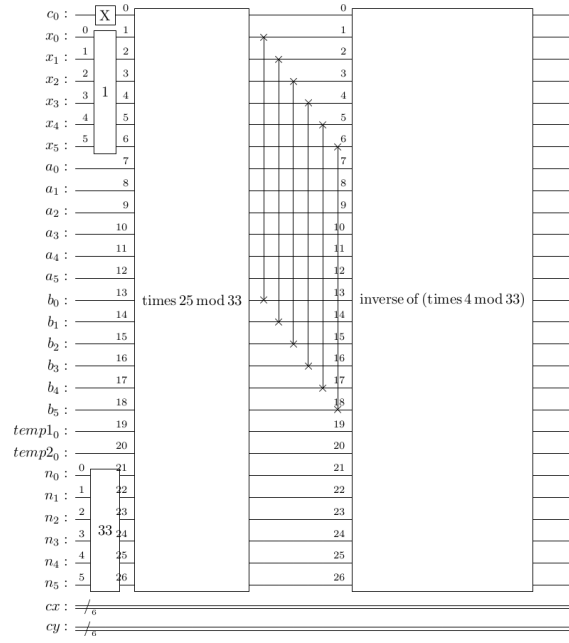 c₀ : X 0 0
x₀ : 0 1 1
x₁ : 1 2 2
x₂ : 2 3 3
x₃ : 3 1 4 4
x₄ : 4 5 5
x₅ : 5 6 6
a₀ : 7 7
a₁ : 8 8
a₂ : 9 9
a₃ : 10 10
a₄ : 11 11
a₅ : 12 12
b₀ : 13 times 25 mod 33 13 inverse of (times 4 mod 33)
b₁ : 14 14
b₂ : 15 15
b₃ : 16 16
b₄ : 17 17
b₅ : 18 18
temp1₀ : 19 19
temp2₀ : 20 20
n₀ : 0 21 21
n₁ : 1 22 22
n₂ : 2 23 23
n₃ : 3 33 24 24
n₄ : 4 25 25
n₅ : 5 26 26
cx : 6
cy : 6